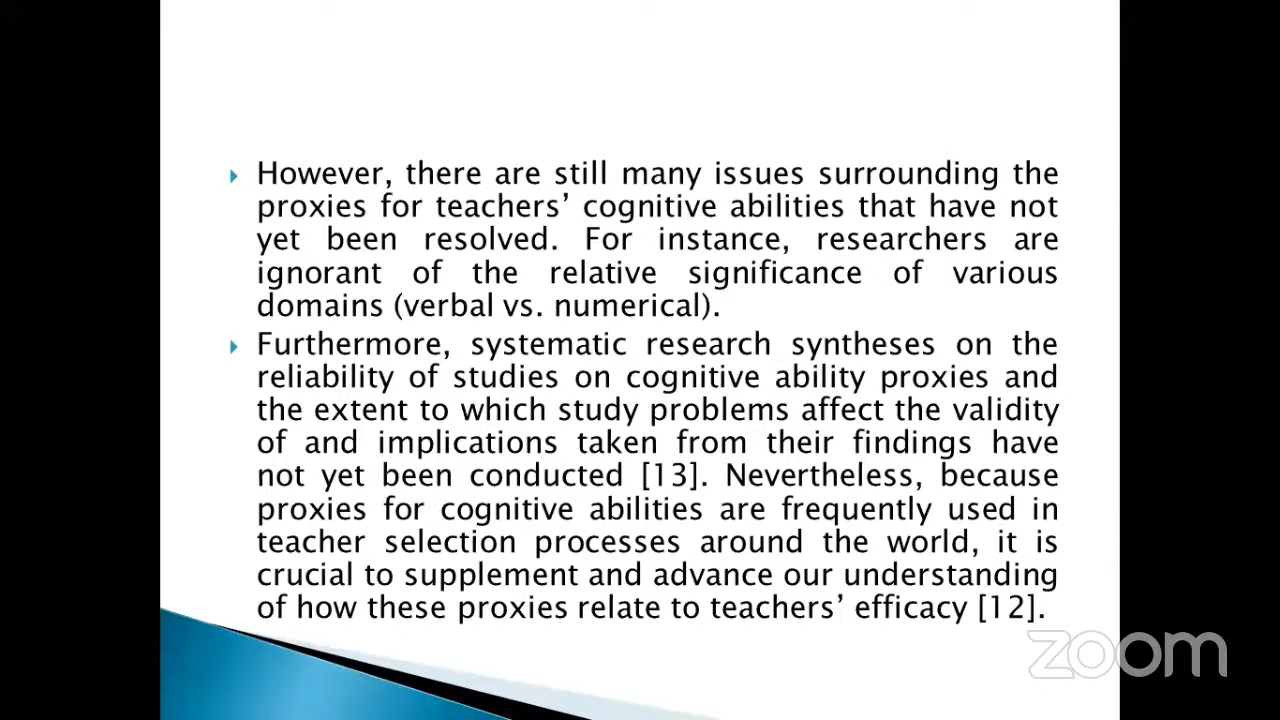 However, there are still many issues surrounding the
proxies for teachers’ cognitive abilities that have not
yet been resolved. For instance, researchers are
ignorant of the relative significance of various
domains (verbal vs. numerical).
Furthermore, systematic research syntheses on the
reliability of studies on cognitive ability proxies and
the extent to which study problems affect the validity
of and implications taken from their findings have
not yet been conducted [13]. Nevertheless, because
proxies for cognitive abilities are frequently used in
teacher selection processes around the world, it is
crucial to supplement and advance our understanding
of how these proxies relate to teachers’ efficacy [12].
zoom